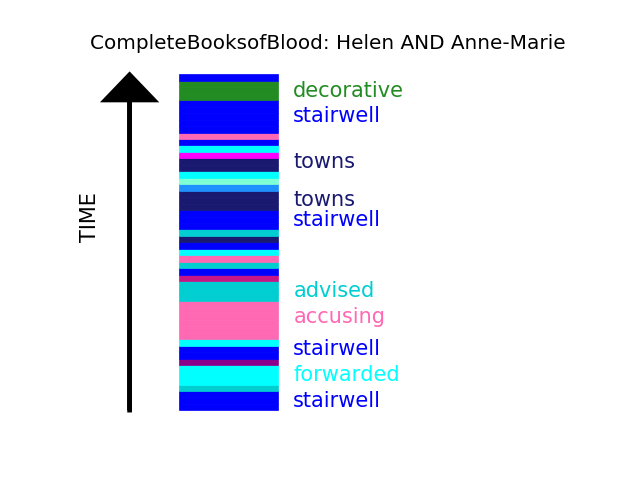 CompleteBooksofBlood: Helen AND Anne-Marie
decorative
stairwell
towns
towns
stairwell
advised
accusing
stairwell
forwarded
stairwell
TIME